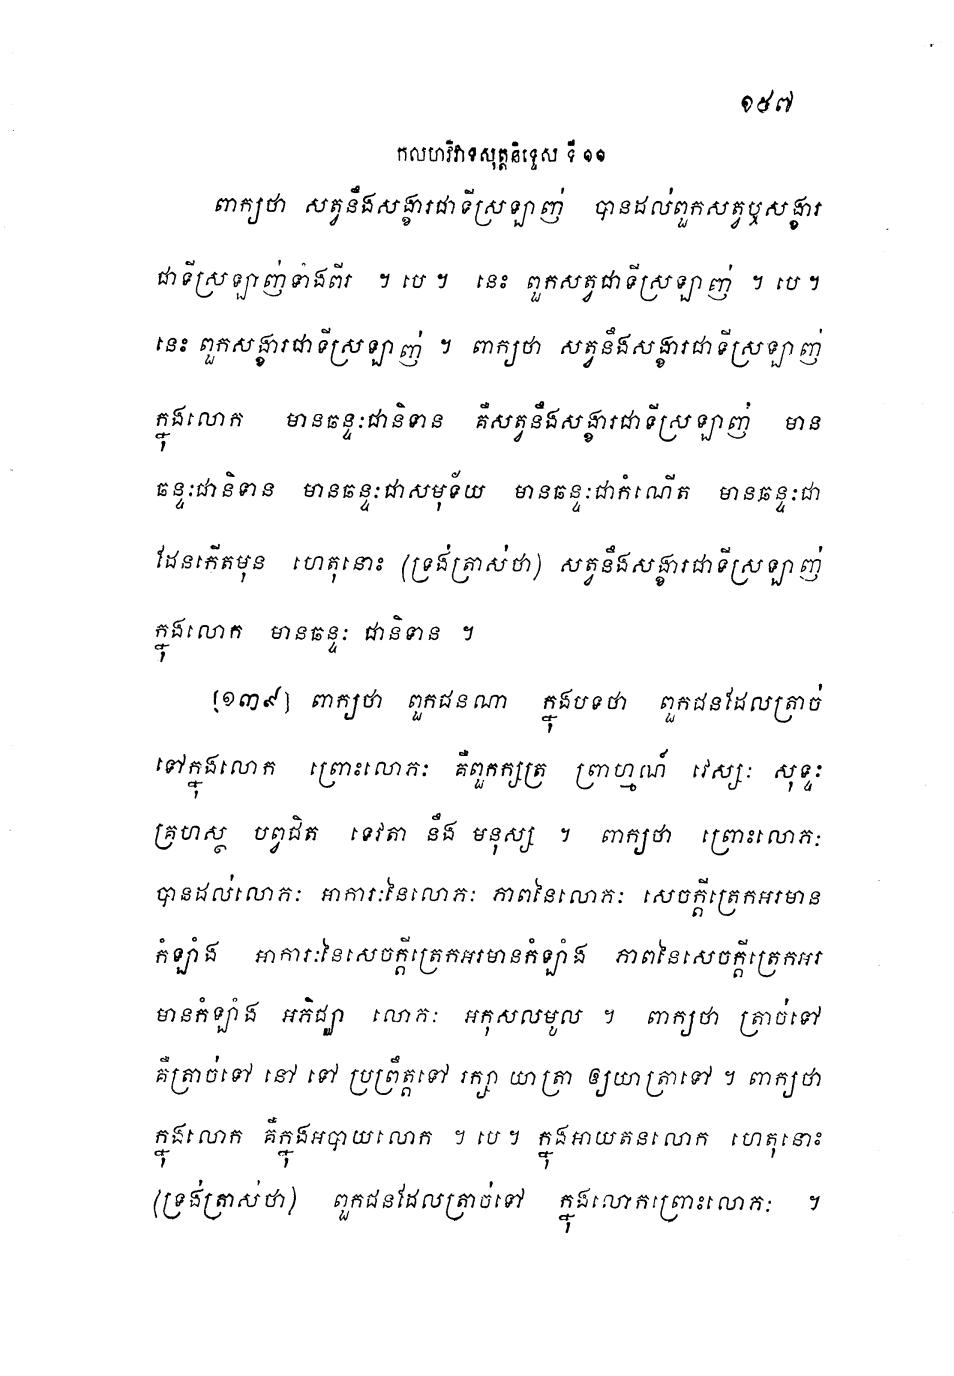 ១៥៧
កលហវិវាទសុត្តនិទ្ទេស ទី ១១
ពាក្យថា សត្វនឹងសង្ខារជាទីស្រឡាញ់ បានដល់ពួកសត្វឬសង្ខារ
ជាទីស្រឡាញ់ទាំងពីរ ។ បេ ។ នេះ ពួកសត្វជាទីស្រឡាញ់ ។ បេ ។
នេះ ពួកសង្ខារជាទីស្រឡាញ់ ។ ពាក្យថា សត្វនឹងសង្ខារជាទីស្រឡាញ់
ក្នុងលោក មានឆន្ទៈជានិទាន គឺសត្វនឹងសង្ខារជាទីស្រឡាញ់ មាន
ឆន្ទៈជានិទាន មានឆន្ទៈជាសមុទ័យ មានឆន្ទៈជាកំណើត មានឆន្ទៈជា
ដែនកើតមុន ហេតុនោះ (ទ្រង់ត្រាស់ថា) សត្វនឹងសង្ខារជាទីស្រឡាញ់
ក្នុងលោក មានឆន្ទៈ ជានិទាន ។
[១៣៩] ពាក្យថា ពួកជនណា ក្នុងបទថា ពួកជនដែលត្រាច់
ទៅក្នុងលោក ព្រោះលោភៈ គឺពួកក្សត្រ ព្រាហ្មណ៍ វេស្សៈ សុទ្ទៈ
គ្រហស្ថ បព្វជិត ទេវតា នឹង មនុស្ស ។ ពាក្យថា ព្រោះលោភៈ
បានដល់លោភៈ អាការៈនៃលោភៈ ភាពនៃលោភៈ សេចក្តីត្រេកអរមាន
កំឡាំង អាការៈនៃសេចក្តីត្រេកអរមានកំឡាំង ភាពនៃសេចក្តីត្រេកអរ
មានកំឡាំង អភិជ្ឈា លោភៈ អកុសលមូល ។ ពាក្យថា ត្រាច់ទៅ
គឺត្រាច់ទៅ នៅ ទៅ ប្រព្រឹត្តទៅ រក្សា យាត្រា ឲ្យយាត្រាទៅ ។ ពាក្យថា
ក្នុងលោក គឺក្នុងអបាយលោក ។ បេ ។ ក្នុងអាយតនលោក ហេតុនោះ
(ទ្រង់ត្រាស់ថា) ពួកជនដែលត្រាច់ទៅ ក្នុងលោកព្រោះលោភៈ ។